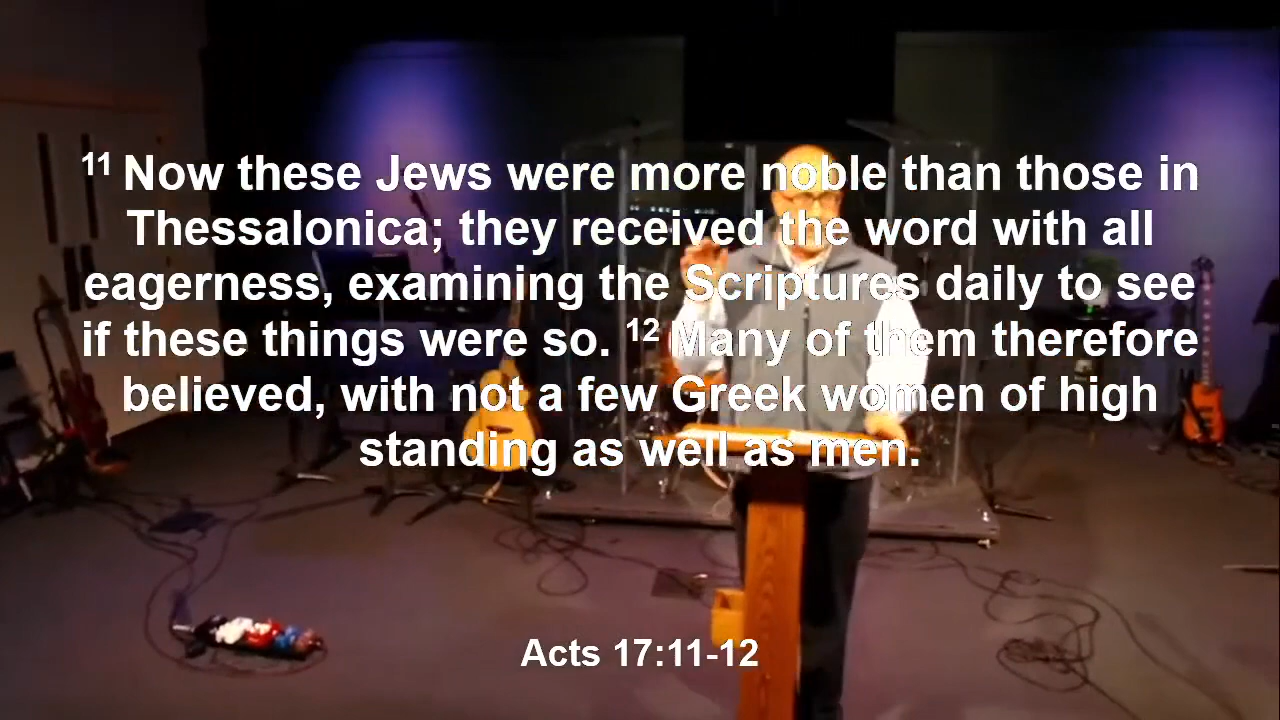 11 Now these Jews were more noble than those in
Thessalonica; they received the word with all
eagerness, examining the Scriptures daily to see
if these things were so. 12 Many of them therefore
believed, with not a few Greek women of high
standing as well as men.
Acts 17:11-12